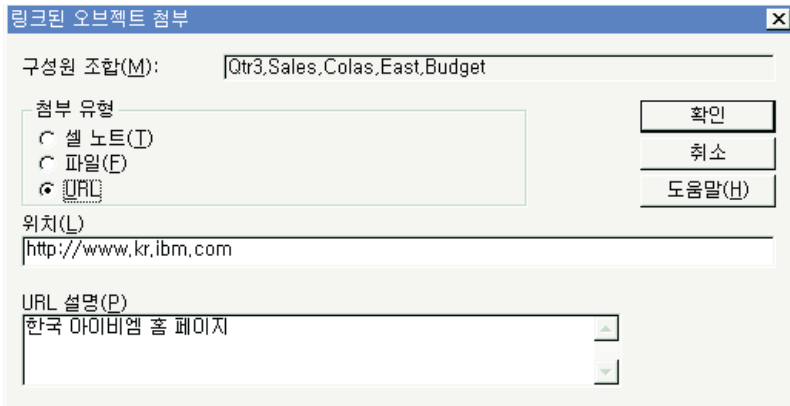 링크된 오브젝트 첨부
구성원 조합(M): Qtr3,Sales,Colas,East,Budget
첨부 유형
셀 노트(T)
파일(F)
URL
확인
취소
도움말(H)
위치(L)
http://www.kr.ibm.com
URL 설명(P)
한국 아이비엠 홈 페이지